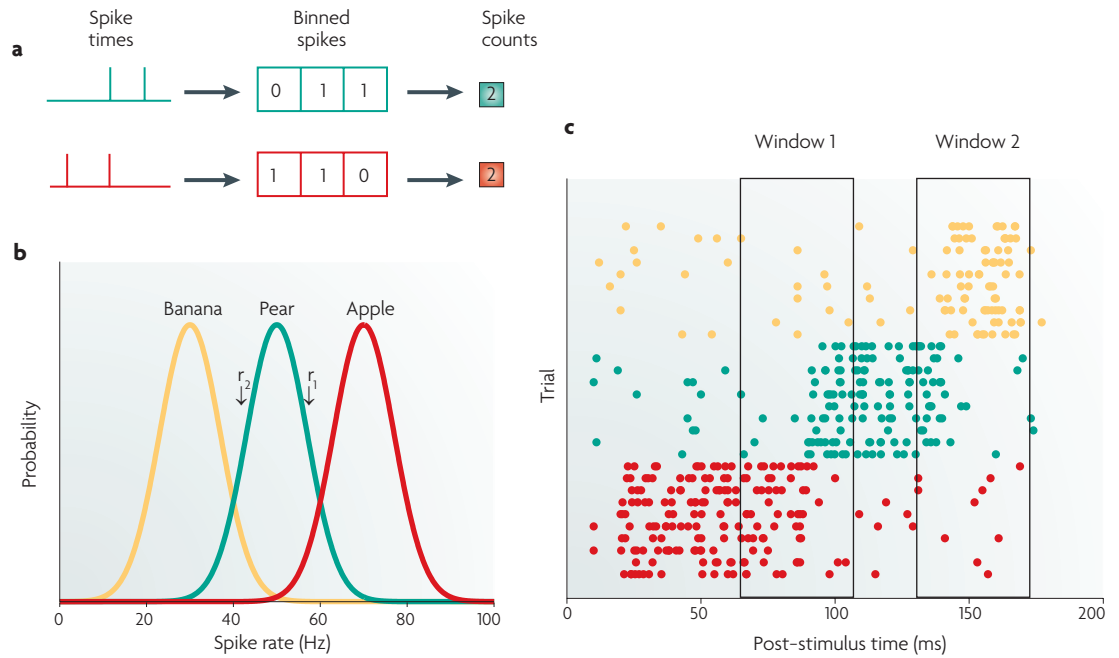 a
Spike
times
Binned
spikes
Spike
counts
0 1 1
2
1 1 0
2
b
Banana
Pear
Apple
r2
r1
Probability
0 20 40 60 80 100
Spike rate (Hz)
c
Window 1
Window 2
Trial
0 50 100 150 200
Post-stimulus time (ms)